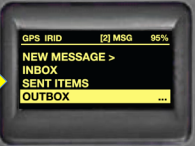 GPS IRID [2] MSG 95%
NEW MESSAGE >
INBOX
SENT ITEMS
OUTBOX ...